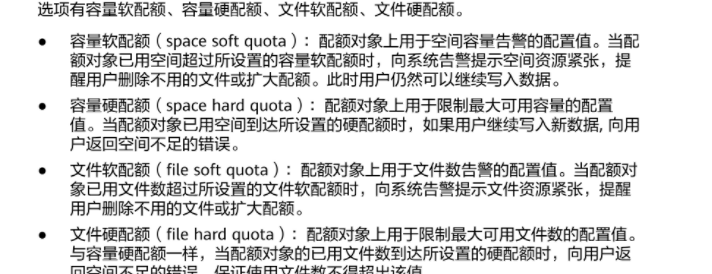 选项有容量软配额、容量硬配额、文件软配额、文件硬配额。
● 容量软配额（space soft quota）：配额对象上用于空间容量告警的配置值。当配
额对象已用空间超过所设置的容量软配额时，向系统告警提示空间资源紧张，提
醒用户删除不用的文件或扩大配额。此时用户仍然可以继续写入数据。
● 容量硬配额（space hard quota）：配额对象上用于限制最大可用容量的配置
值。当配额对象已用空间到达所设置的硬配额时，如果用户继续写入新数据, 向用
户返回空间不足的错误。
● 文件软配额（file soft quota）：配额对象上用于文件数告警的配置值。当配额对
象已用文件数超过所设置的文件软配额时，向系统告警提示文件资源紧张，提醒
用户删除不用的文件或扩大配额。
● 文件硬配额（file hard quota）：配额对象上用于限制最大可用文件数的配置值。
与容量硬配额一样，当配额对象的已用文件数到达所设置的硬配额时，向用户返
回空间不足的错误，保证使用文件数不得超出该值